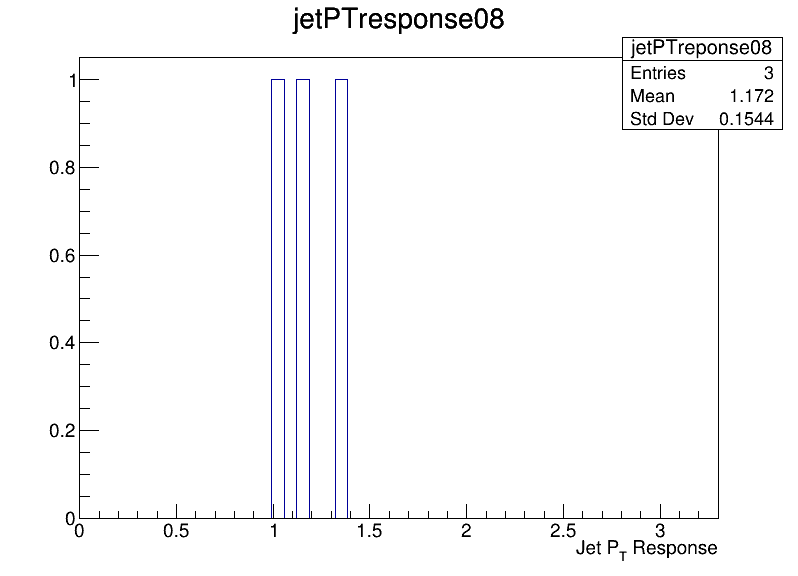 jetPTresponse08
jetPTreponse08
Entries 3
Mean 1.172
Std Dev 0.1544
1
0.8
0.6
0.4
0.2
0
0 0.5 1 1.5 2 2.5 3
Jet PT Response